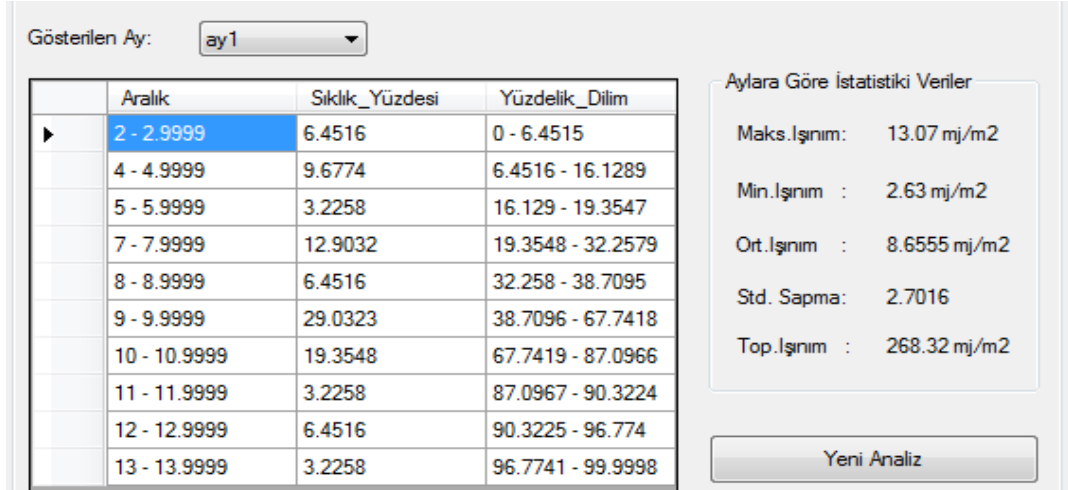 Gösterilen Ay: ay1
Aralık Sıklık_Yüzdesi Yüzdelik_Dilim
2 - 2.9999 6.4516 0 - 6.4515
4 - 4.9999 9.6774 6.4516 - 16.1289
5 - 5.9999 3.2258 16.129 - 19.3547
7 - 7.9999 12.9032 19.3548 - 32.2579
8 - 8.9999 6.4516 32.258 - 38.7095
9 - 9.9999 29.0323 38.7096 - 67.7418
10 - 10.9999 19.3548 67.7419 - 87.0966
11 - 11.9999 3.2258 87.0967 - 90.3224
12 - 12.9999 6.4516 90.3225 - 96.774
13 - 13.9999 3.2258 96.7741 - 99.9998
Aylara Göre İstatistiki Veriler
Maks.Işınım: 13.07 mj/m2
Min.Işınım : 2.63 mj/m2
Ort.Işınım : 8.6555 mj/m2
Std. Sapma: 2.7016
Top.Işınım : 268.32 mj/m2
Yeni Analiz